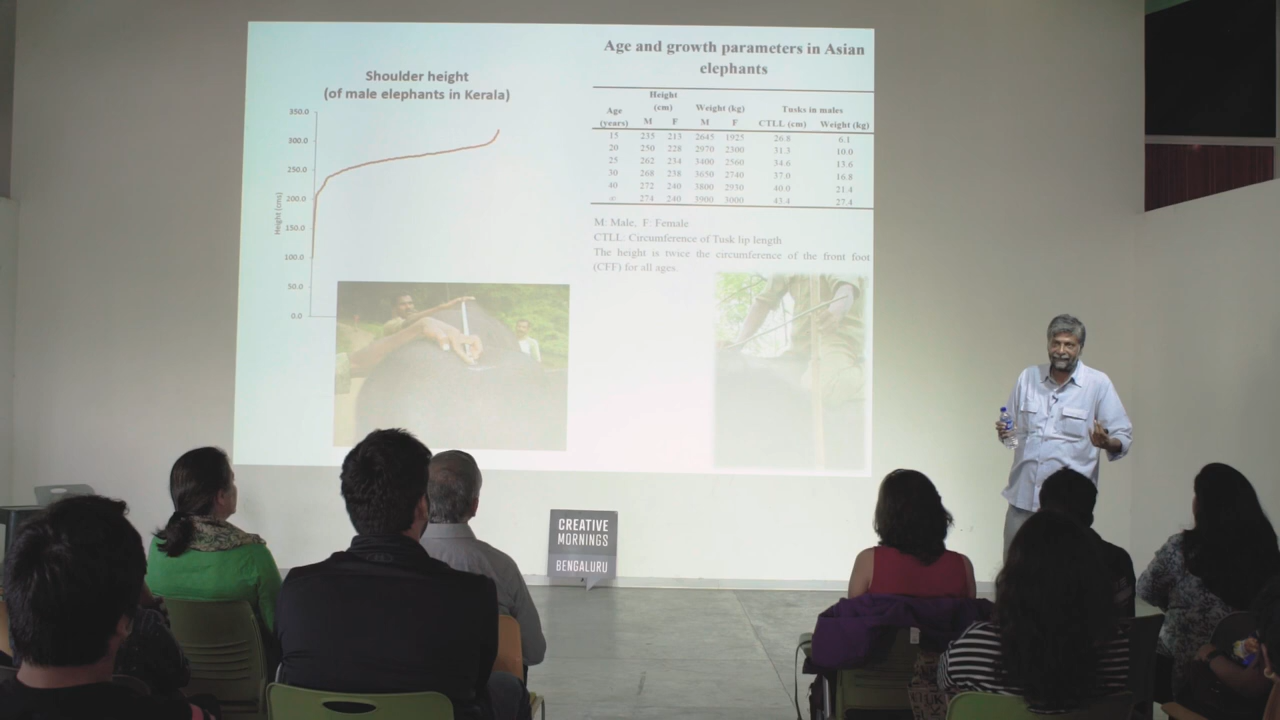 Shoulder height
(of male elephants in Kerala)
350.0
300.0
250.0
200.0
150.0
100.0
50.0
0.0
Height (cms)
Age and growth parameters in Asian
elephants
Age
(years)
Height
(cm)
Weight (kg)
Tusks in males
M F M F CTLL (cm) Weight (kg)
15 235 213 2645 1925 26.8 6.1
20 250 228 2970 2300 31.3 10.0
25 262 234 3400 2560 34.6 13.6
30 268 238 3650 2740 37.0 16.8
40 272 240 3800 2930 40.0 21.4
274 240 3900 3000 43.4 27.4
M: Male, F: Female
CTLL: Circumference of Tusk lip length
The height is twice the circumference of the front foot
(CFF) for all ages.
CREATIVE
MORNINGS
BENGALURU